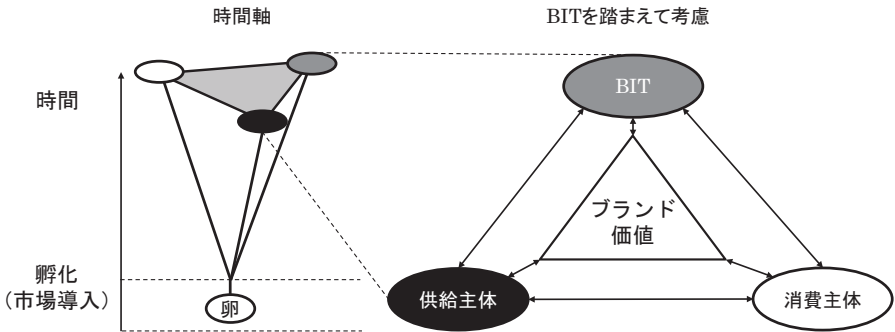 時間軸
BITを踏まえて考慮
時間
BIT
ブランド
価値
孵化
(市場導入)
卵
供給主体
消費主体